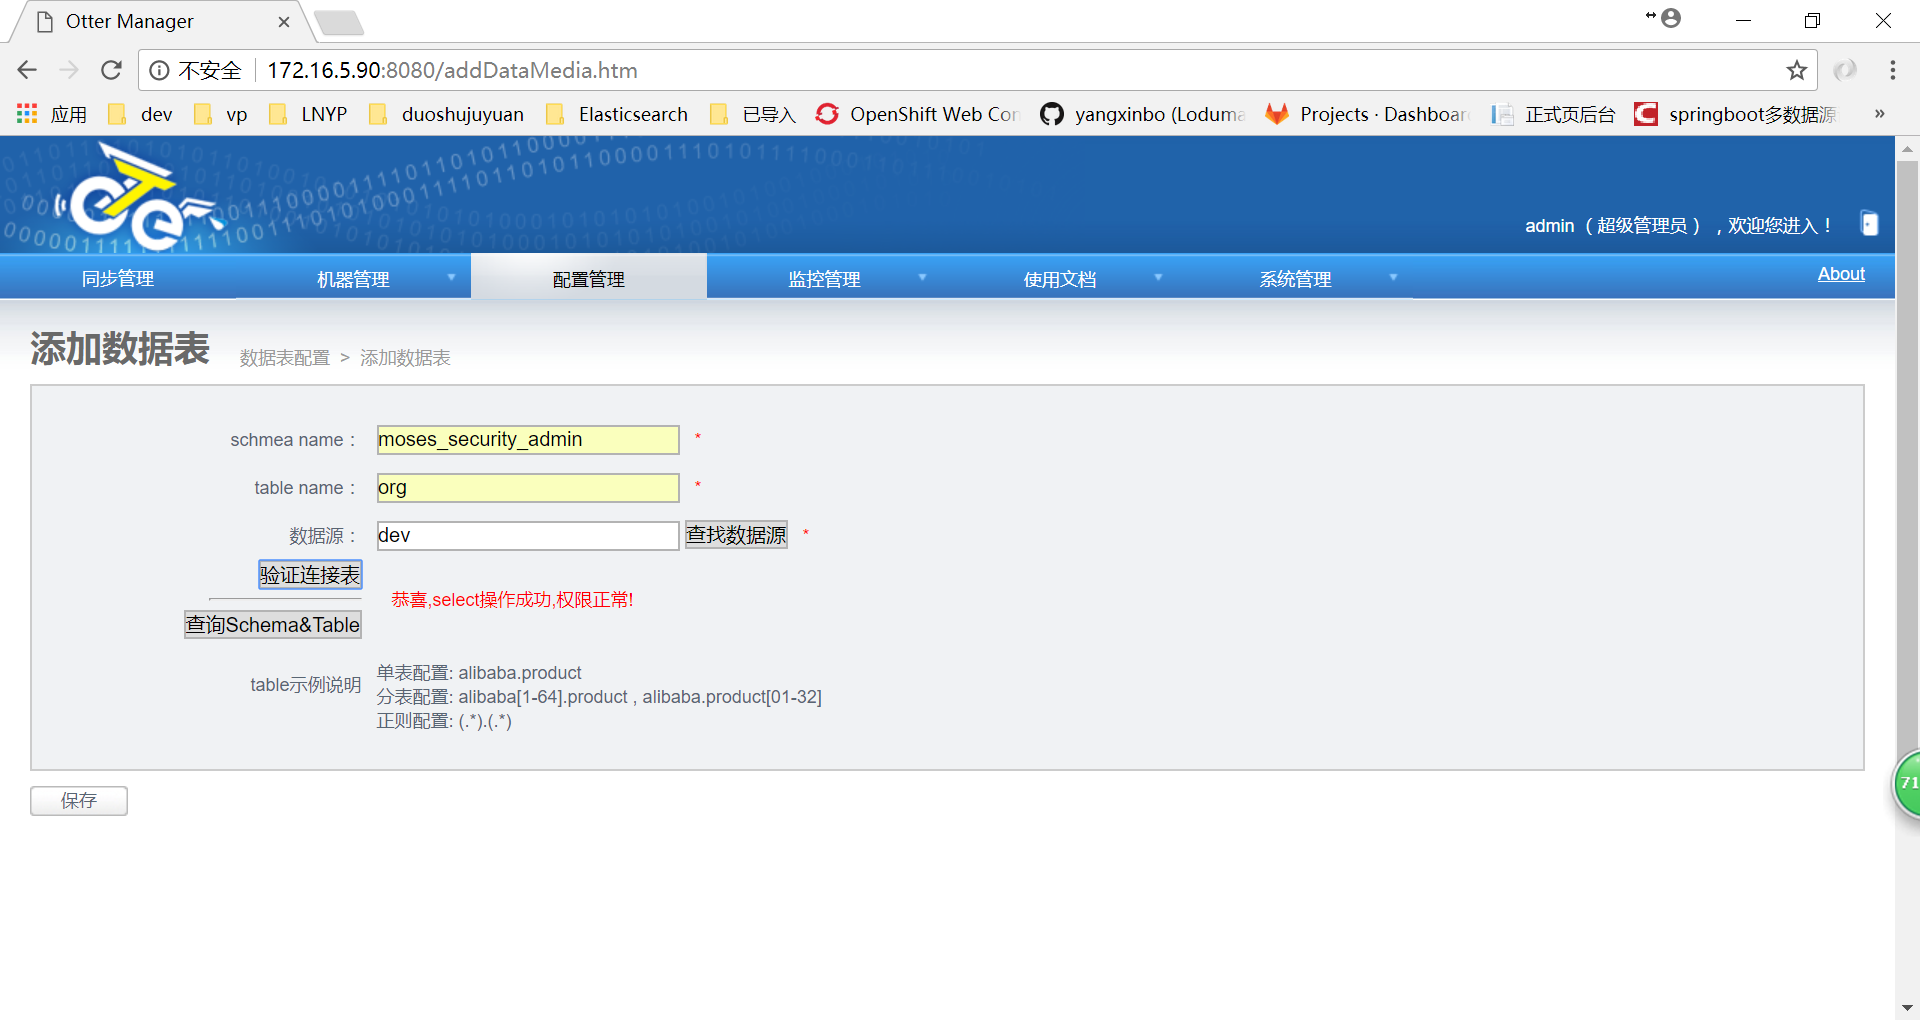 Otter Manager
不安全 172.16.5.90:8080/addDataMedia.htm
应用 dev vp LNYP duoshujuyuan Elasticsearch 已导入 OpenShift Web Con yangxinbo (Loduma Projects · Dashboar 正式页后台 springboot多数据源 »
admin （超级管理员），欢迎您进入！
同步管理 机器管理 配置管理 监控管理 使用文档 系统管理 About
添加数据表 数据表配置 > 添加数据表
schmea name： moses_security_admin *
table name： org *
数据源： dev 查找数据源 *
验证连接表
恭喜,select操作成功,权限正常!
查询Schema&Table
table示例说明
单表配置: alibaba.product
分表配置: alibaba[1-64].product , alibaba.product[01-32]
正则配置: (.*).(.*)
71
保存